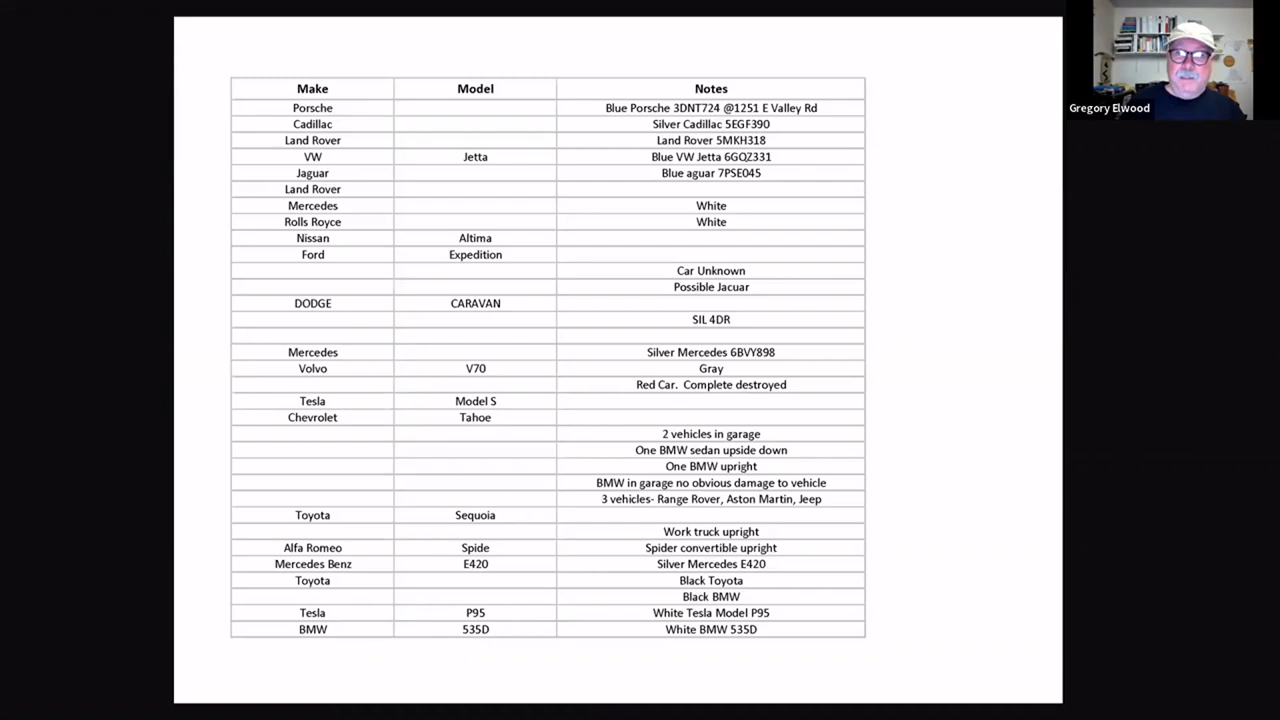 Make Model Notes
Porsche Blue Porsche 3DNT724 @1251 E Valley Rd
Cadillac Silver Cadillac 5EGF390
Land Rover Land Rover 5MKH318
VW Jetta Blue VW Jetta 6GQZ331
Jaguar Blue aguar 7PSE045
Land Rover
Mercedes White
Rolls Royce White
Nissan Altima
Ford Expedition
Car Unknown
Possible Jacuar
DODGE CARAVAN
SIL 4DR
Mercedes Silver Mercedes 6BVY898
Volvo V70 Gray
Red Car. Complete destroyed
Tesla Model S
Chevrolet Tahoe
2 vehicles in garage
One BMW sedan upside down
One BMW upright
BMW in garage no obvious damage to vehicle
3 vehicles- Range Rover, Aston Martin, Jeep
Toyota Sequoia
Work truck upright
Alfa Romeo Spide Spider convertible upright
Mercedes Benz E420 Silver Mercedes E420
Toyota Black Toyota
Black BMW
Tesla P95 White Tesla Model P95
BMW 535D White BMW 535D
Gregory Elwood